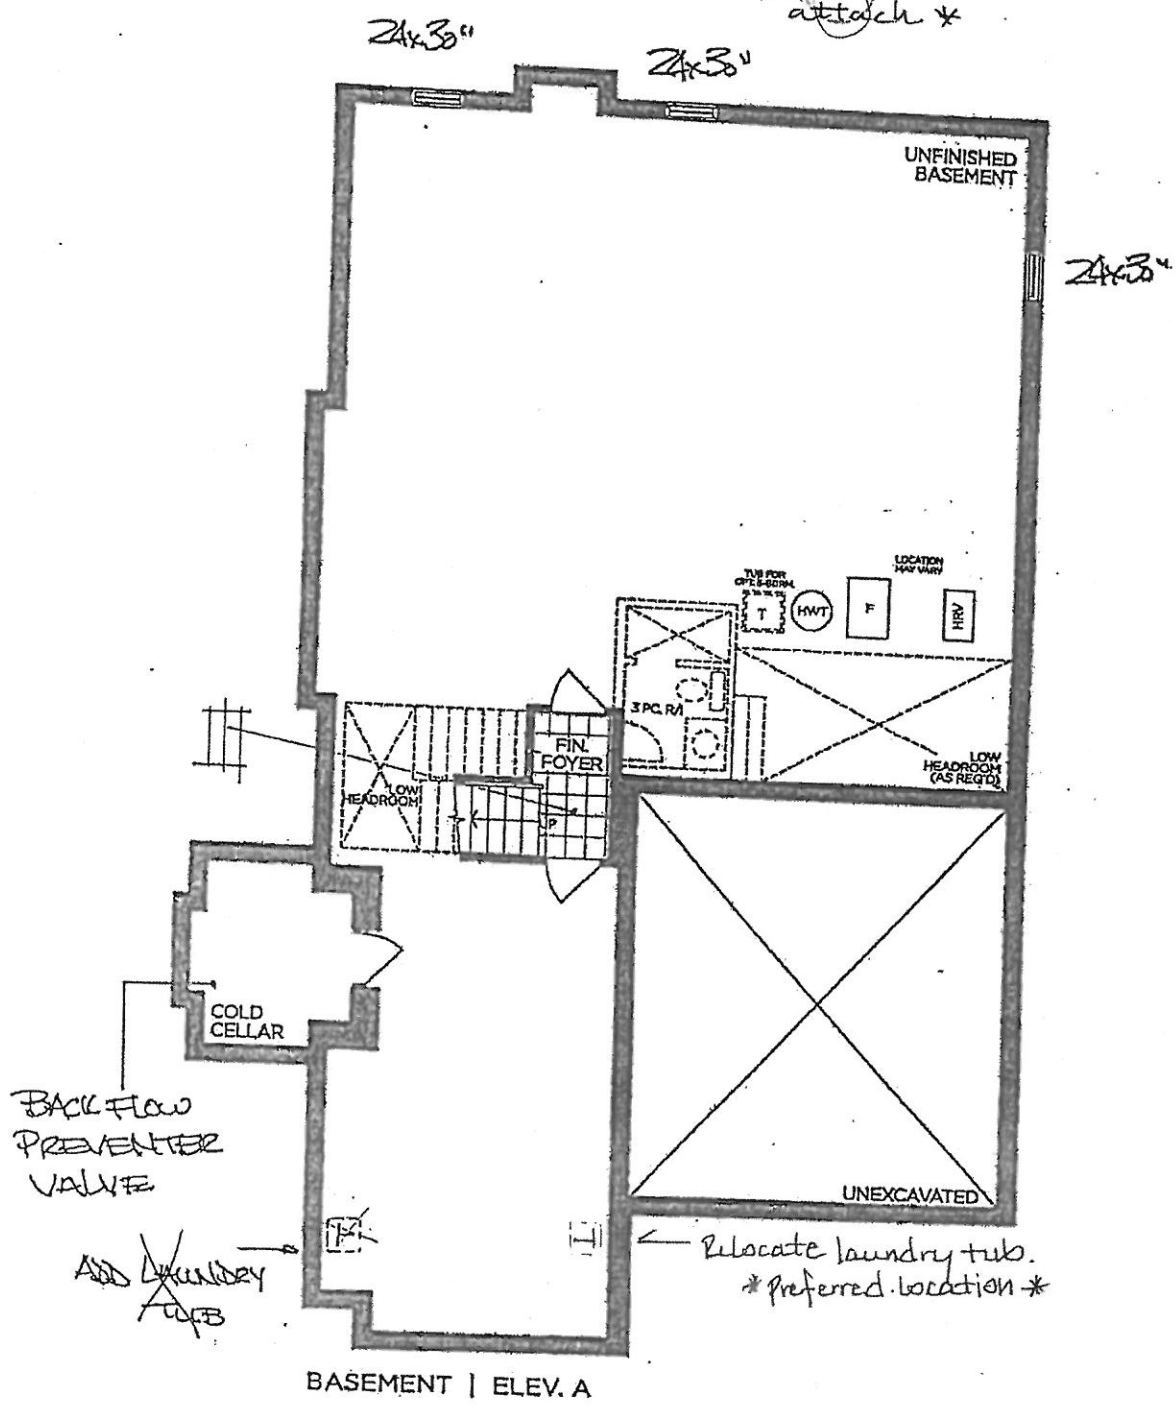 attach *
24x30"
24x30"
UNFINISHED
BASEMENT
24x30"
LOCATION
MAY VARY
TUB FOR
T
HWT
F
HRV
3 PC. R/I
FIN.
FOYER
LOW
HEADROOM
(AS REQ'D)
LOW
HEADROOM
UP
COLD
CELLAR
BACK FLOW
PREVENTER
VALVE
UNEXCAVATED
ADD LAUNDRY
TUB
Relocate laundry tub.
*Preferred location*
BASEMENT | ELEV. A